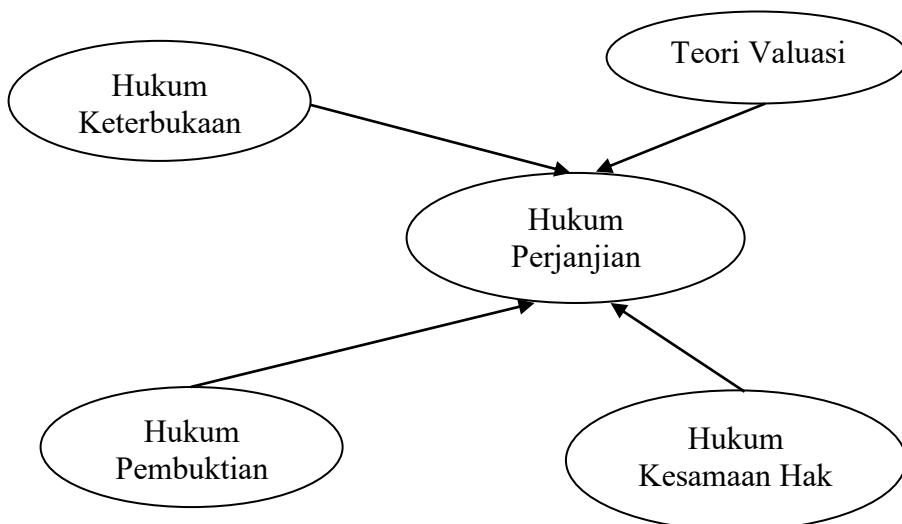 Teori Valuasi
Hukum
Keterbukaan
Hukum
Perjanjian
Hukum
Pembuktian
Hukum
Kesamaan Hak